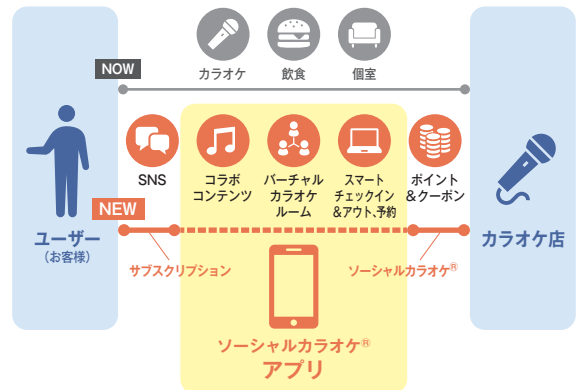 NOW
カラオケ
飲食
個室
SNS
コラボ
コンテンツ
バーチャル
カラオケ
ルーム
スマート
チェックイン
&アウト、予約
ポイント
&クーポン
NEW
ユーザー
(お客様)
カラオケ店
サブスクリプション
ソーシャルカラオケ®
ソーシャルカラオケ®
アプリ